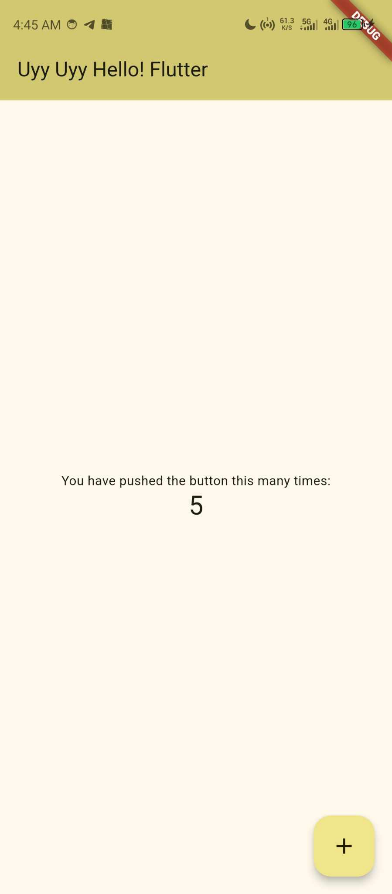 4:45 AM 61.3 K/S 5G 4G 96
DEBUG
Uyy Uyy Hello! Flutter
You have pushed the button this many times:
5
+